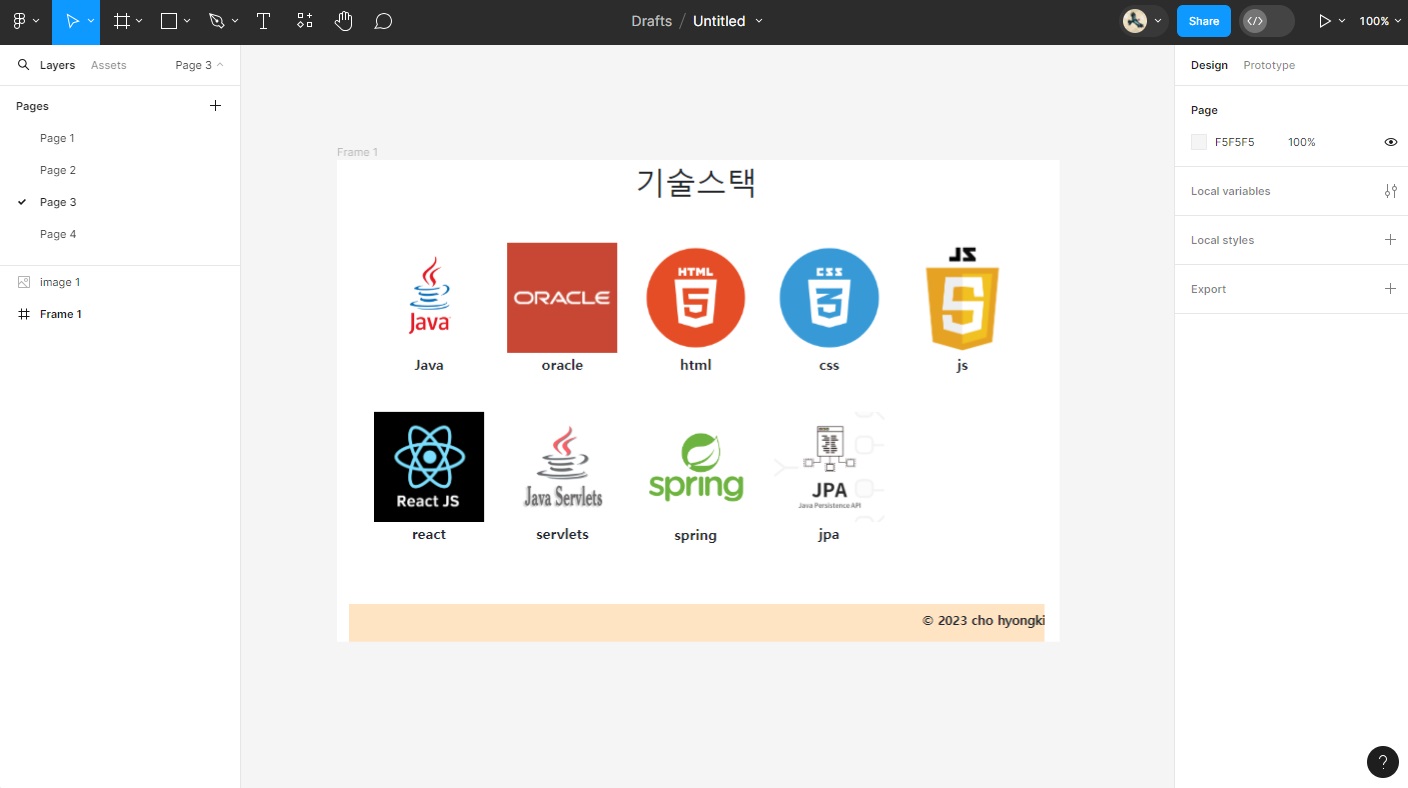 Drafts / Untitled
Share
100%
Layers
Assets
Page 3
Pages
Page 1
Page 2
Page 3
Page 4
image 1
Frame 1
Frame 1
기술스택
Java
ORACLE
HTML
5
CSS
3
JS
Java
oracle
html
css
js
React JS
Java Servlets
spring
JPA
Java Persistence API
react
servlets
spring
jpa
© 2023 cho hyongki
Design
Prototype
Page
F5F5F5
100%
Local variables
Local styles
Export
?